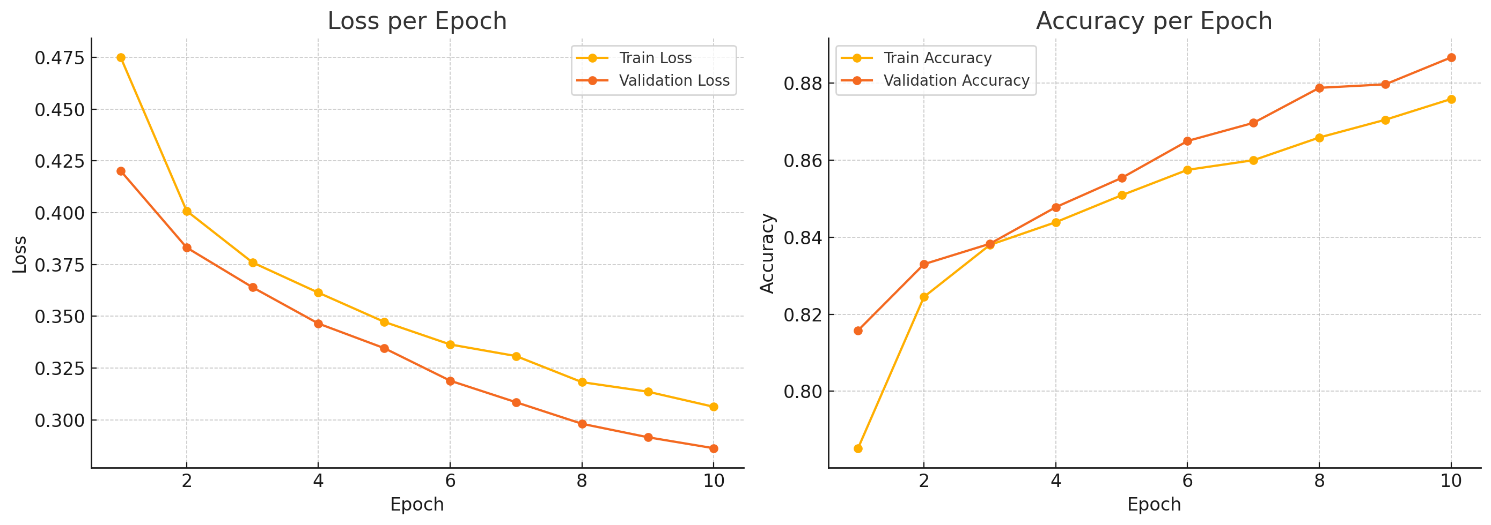 Loss per Epoch
0.475
0.450
0.425
0.400
0.375
0.350
0.325
0.300
Loss
Train Loss
Validation Loss
2 4 6 8 10
Epoch
Accuracy per Epoch
0.88
0.86
0.84
0.82
0.80
Accuracy
Train Accuracy
Validation Accuracy
2 4 6 8 10
Epoch